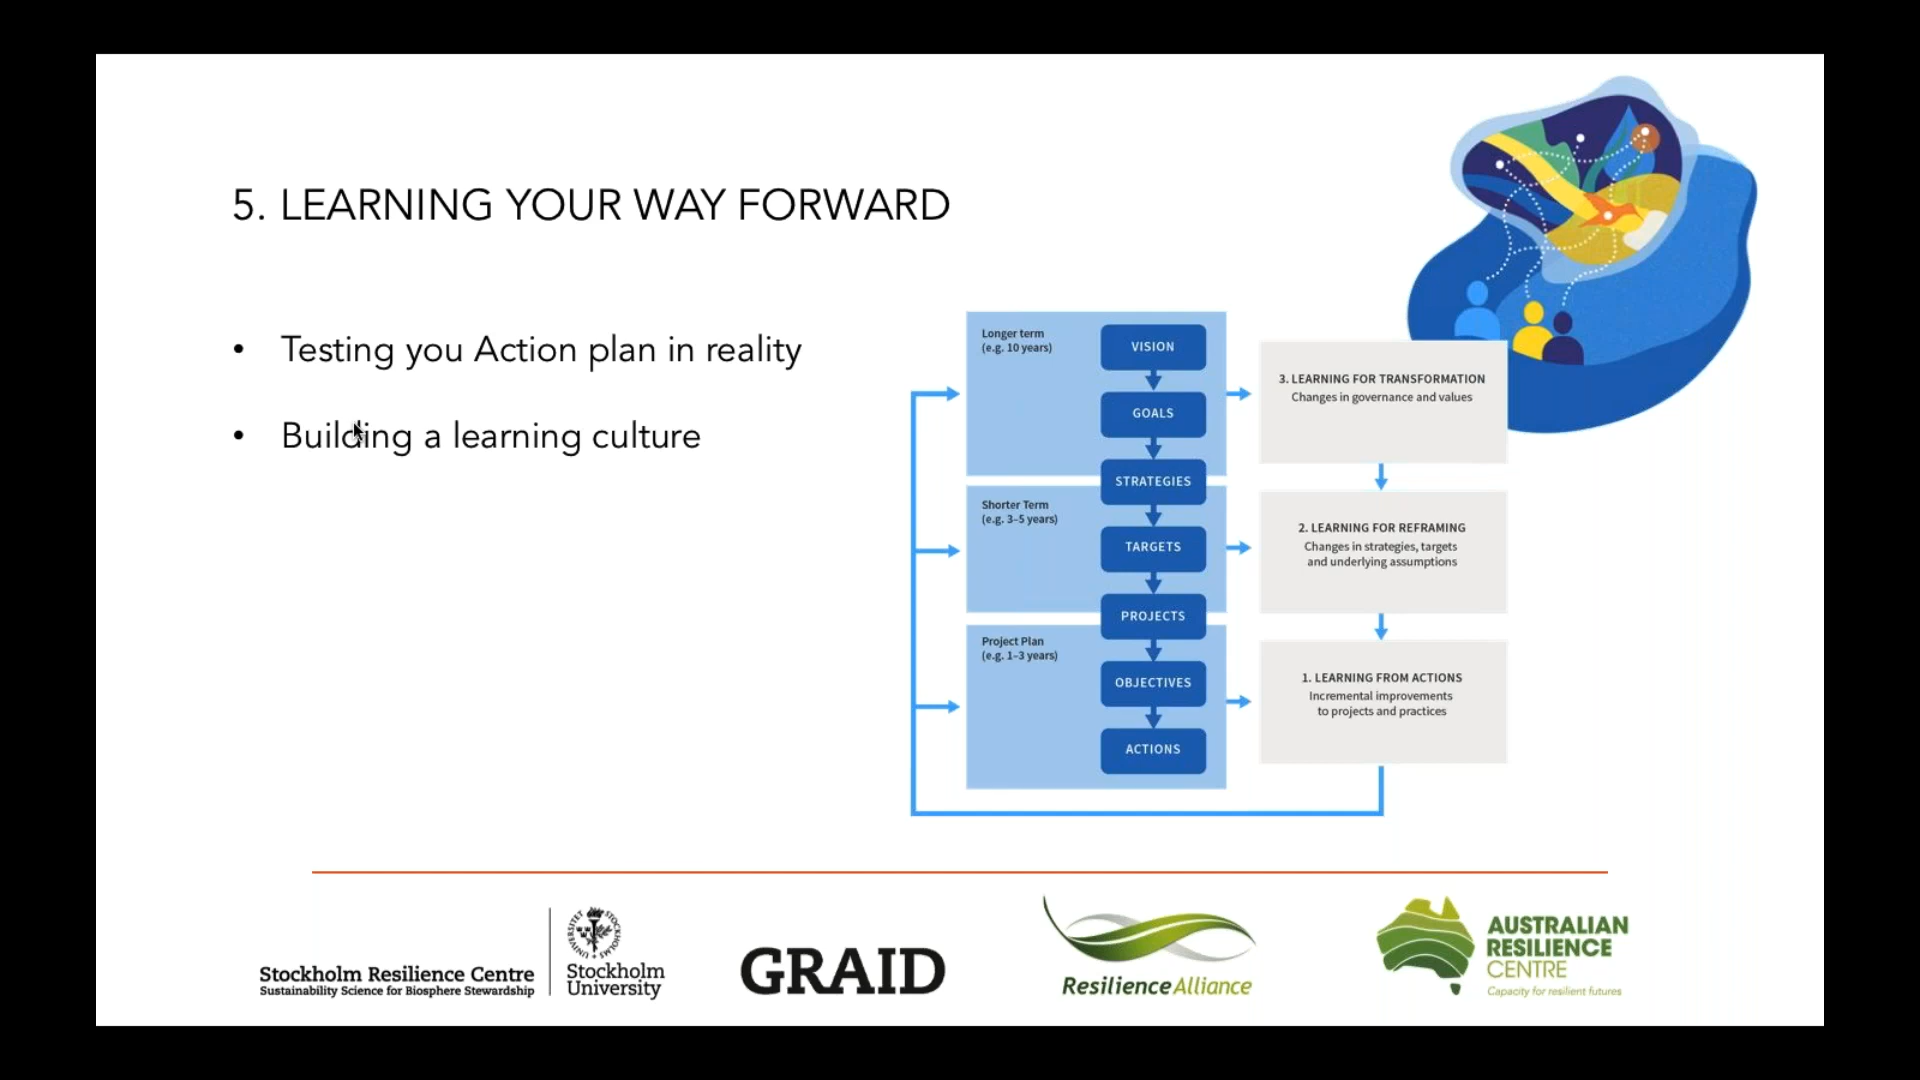 5. LEARNING YOUR WAY FORWARD
• Testing you Action plan in reality
• Building a learning culture
Longer term
(e.g. 10 years)
VISION
GOALS
STRATEGIES
Shorter Term
(e.g. 3–5 years)
TARGETS
PROJECTS
Project Plan
(e.g. 1–3 years)
OBJECTIVES
ACTIONS
3. LEARNING FOR TRANSFORMATION
Changes in governance and values
2. LEARNING FOR REFRAMING
Changes in strategies, targets
and underlying assumptions
1. LEARNING FROM ACTIONS
Incremental improvements
to projects and practices
Stockholm Resilience Centre
Sustainability Science for Biosphere Stewardship
Stockholm
University
GRAID
Resilience Alliance
AUSTRALIAN
RESILIENCE
CENTRE
Capacity for resilient futures